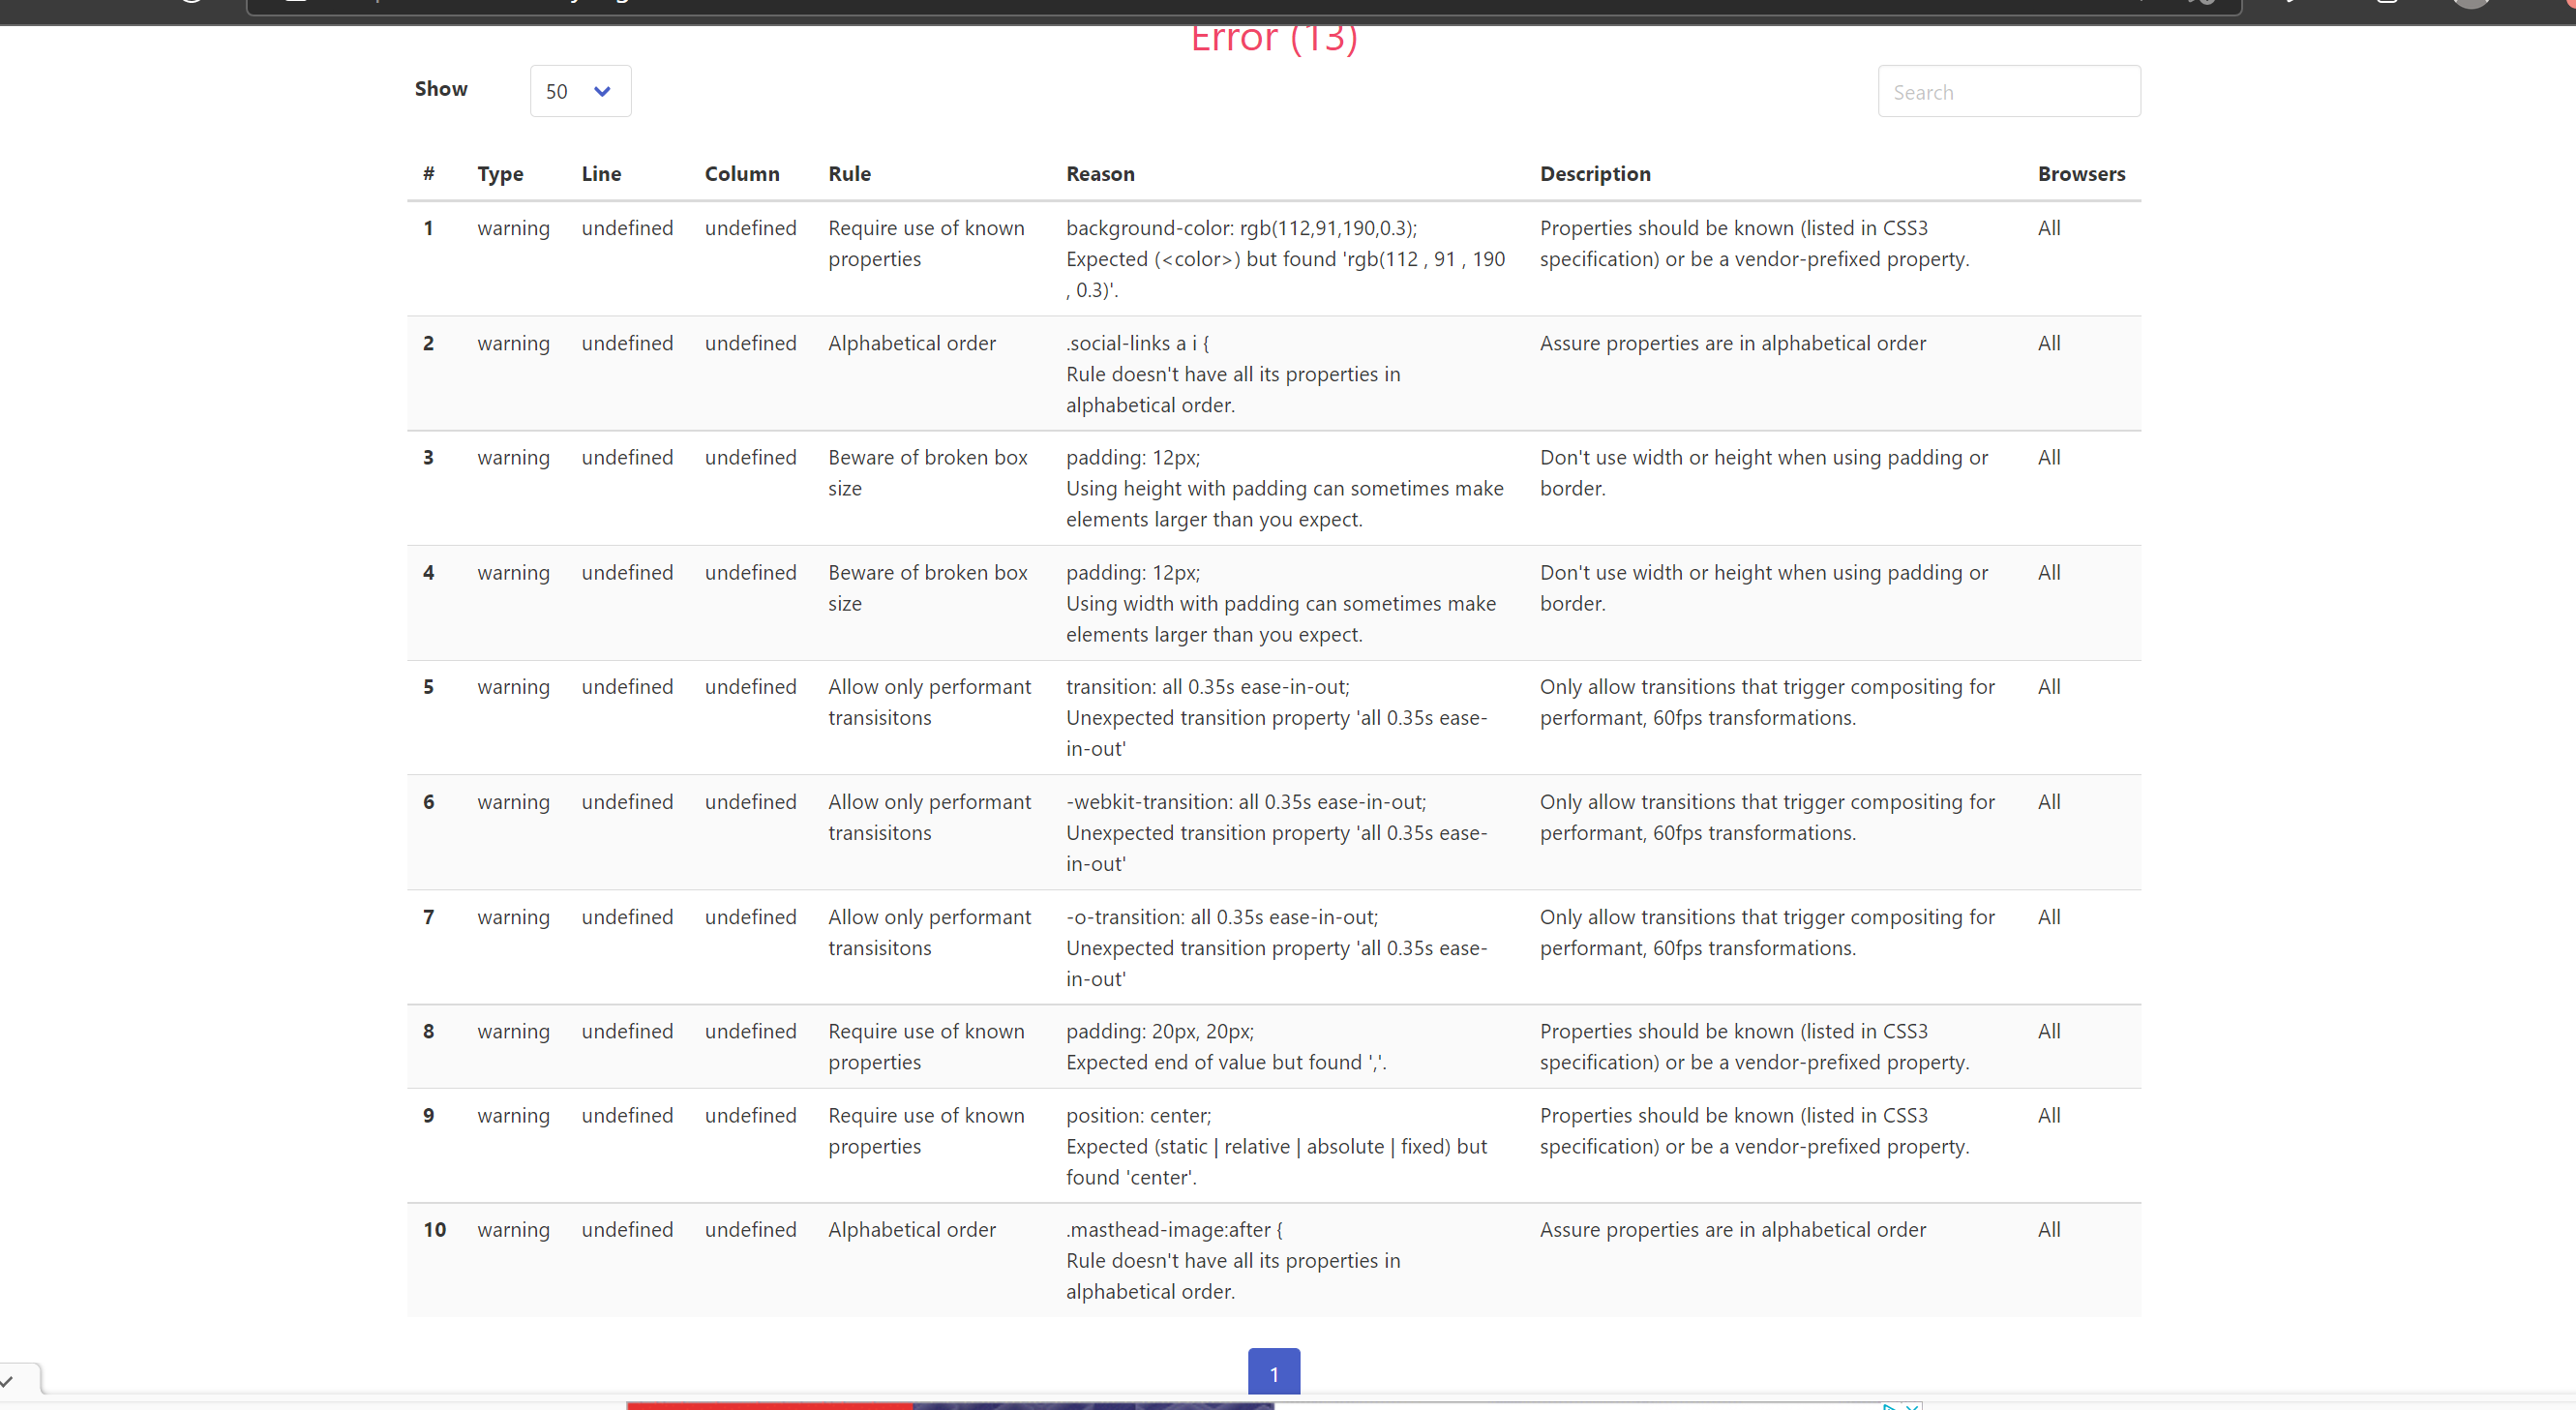 Error (13)
Show 50 Search
# Type Line Column Rule Reason Description Browsers
1 warning undefined undefined Require use of known background-color: rgb(112,91,190,0.3); Properties should be known (listed in CSS3 All
properties Expected (<color>) but found 'rgb(112 , 91 , 190 specification) or be a vendor-prefixed property.
, 0.3)'.
2 warning undefined undefined Alphabetical order .social-links a i { Assure properties are in alphabetical order All
Rule doesn't have all its properties in
alphabetical order.
3 warning undefined undefined Beware of broken box padding: 12px; Don't use width or height when using padding or All
size Using height with padding can sometimes make border.
elements larger than you expect.
4 warning undefined undefined Beware of broken box padding: 12px; Don't use width or height when using padding or All
size Using width with padding can sometimes make border.
elements larger than you expect.
5 warning undefined undefined Allow only performant transition: all 0.35s ease-in-out; Only allow transitions that trigger compositing for All
transisitons Unexpected transition property 'all 0.35s ease- performant, 60fps transformations.
in-out'
6 warning undefined undefined Allow only performant -webkit-transition: all 0.35s ease-in-out; Only allow transitions that trigger compositing for All
transisitons Unexpected transition property 'all 0.35s ease- performant, 60fps transformations.
in-out'
7 warning undefined undefined Allow only performant -o-transition: all 0.35s ease-in-out; Only allow transitions that trigger compositing for All
transisitons Unexpected transition property 'all 0.35s ease- performant, 60fps transformations.
in-out'
8 warning undefined undefined Require use of known padding: 20px, 20px; Properties should be known (listed in CSS3 All
properties Expected end of value but found ','. specification) or be a vendor-prefixed property.
9 warning undefined undefined Require use of known position: center; Properties should be known (listed in CSS3 All
properties Expected (static | relative | absolute | fixed) but specification) or be a vendor-prefixed property.
found 'center'.
10 warning undefined undefined Alphabetical order .masthead-image:after { Assure properties are in alphabetical order All
Rule doesn't have all its properties in
alphabetical order.
1